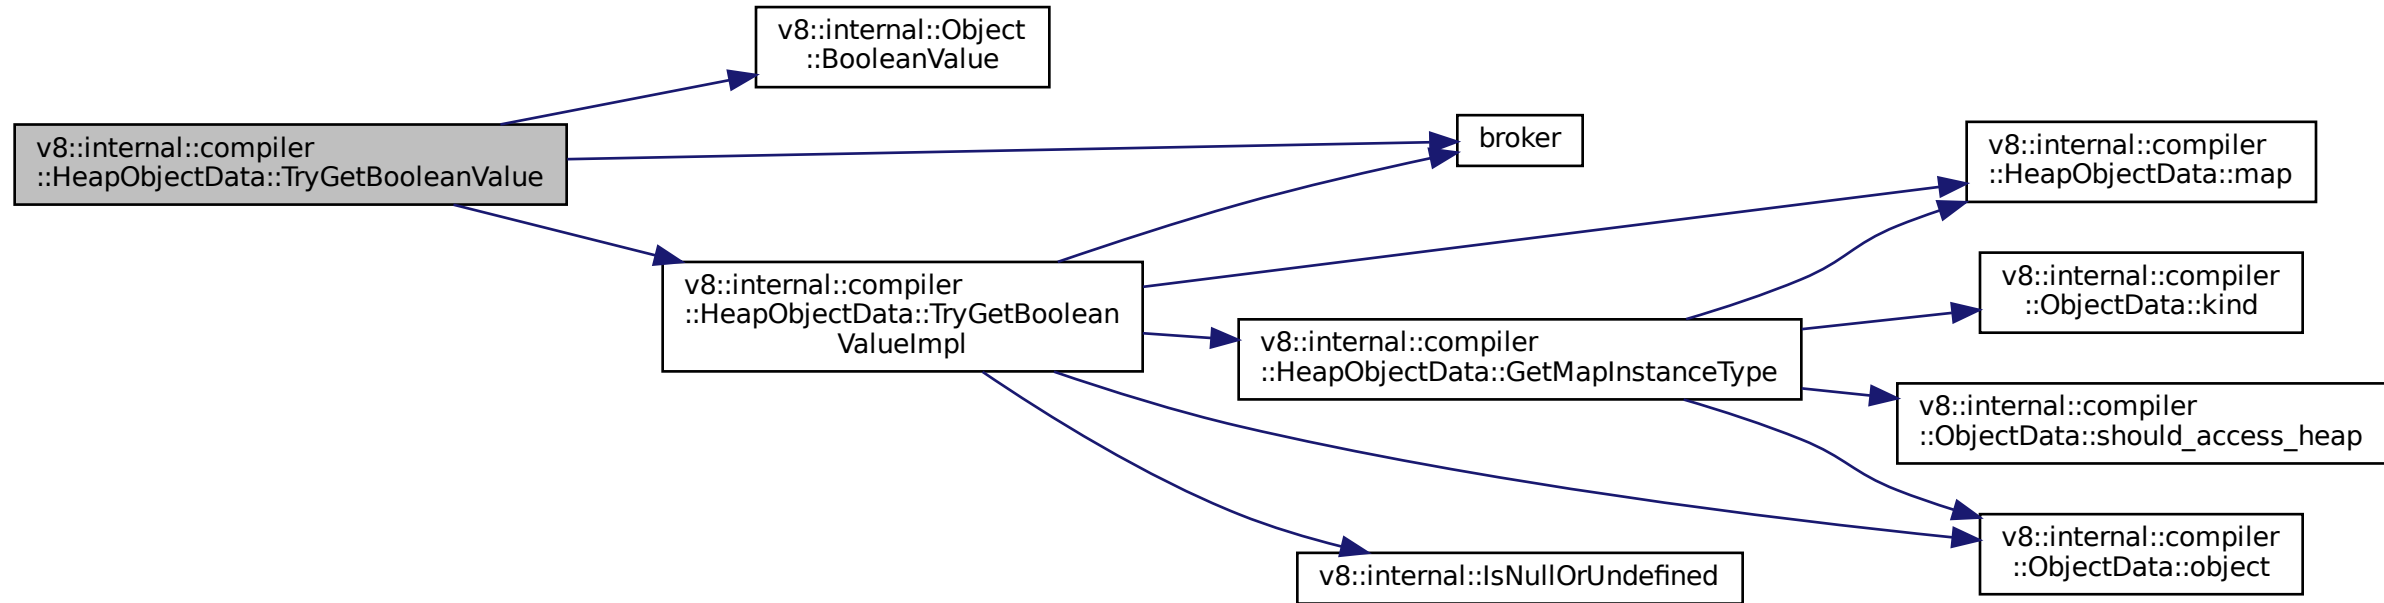 v8::internal::compiler
::HeapObjectData::TryGetBooleanValue
v8::internal::Object
::BooleanValue
broker
v8::internal::compiler
::HeapObjectData::TryGetBoolean
ValueImpl
v8::internal::compiler
::HeapObjectData::GetMapInstanceType
v8::internal::compiler
::HeapObjectData::map
v8::internal::compiler
::ObjectData::kind
v8::internal::compiler
::ObjectData::should_access_heap
v8::internal::compiler
::ObjectData::object
v8::internal::IsNullOrUndefined